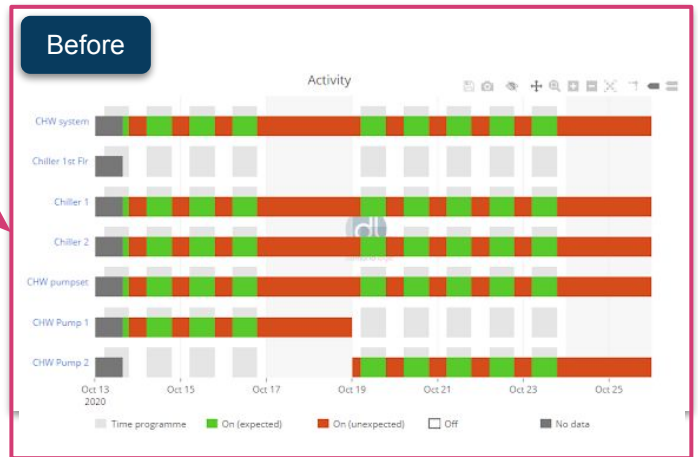 Before
Activity
CHW system
Chiller 1st Flr
Chiller 1
Chiller 2
CHW pumpset
CHW Pump 1
CHW Pump 2
Oct 13 Oct 15 Oct 17 Oct 19 Oct 21 Oct 23 Oct 25
2020
Time programme On (expected) On (unexpected) Off No data